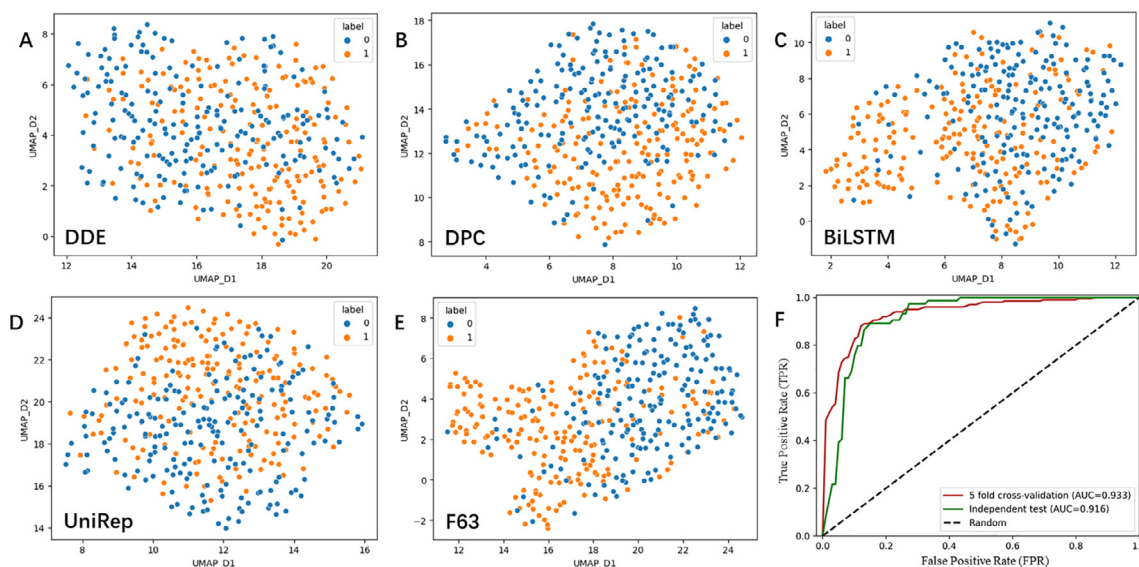 A
label
0
1
8
6
4
2
0
UMAP_D2
DDE
12
14
16
18
20
UMAP_D1
B
label
0
1
18
16
14
12
10
8
UMAP_D2
DPC
4
6
8
10
12
UMAP_D1
C
label
0
1
10
8
6
4
2
0
UMAP_D2
BiLSTM
2
4
6
8
10
12
UMAP_D1
D
label
0
1
24
22
20
18
16
14
UMAP_D2
UniRep
8
10
12
14
16
UMAP_D1
E
label
0
1
8
6
4
2
0
−2
UMAP_D2
F63
12
14
16
18
20
22
24
UMAP_D1
F
1.0
0.8
0.6
0.4
0.2
0.0
True Positive Rate (TPR)
5 fold cross-validation (AUC=0.933)
Independent test (AUC=0.916)
Random
0.0
0.2
0.4
0.6
0.8
False Positive Rate (FPR)